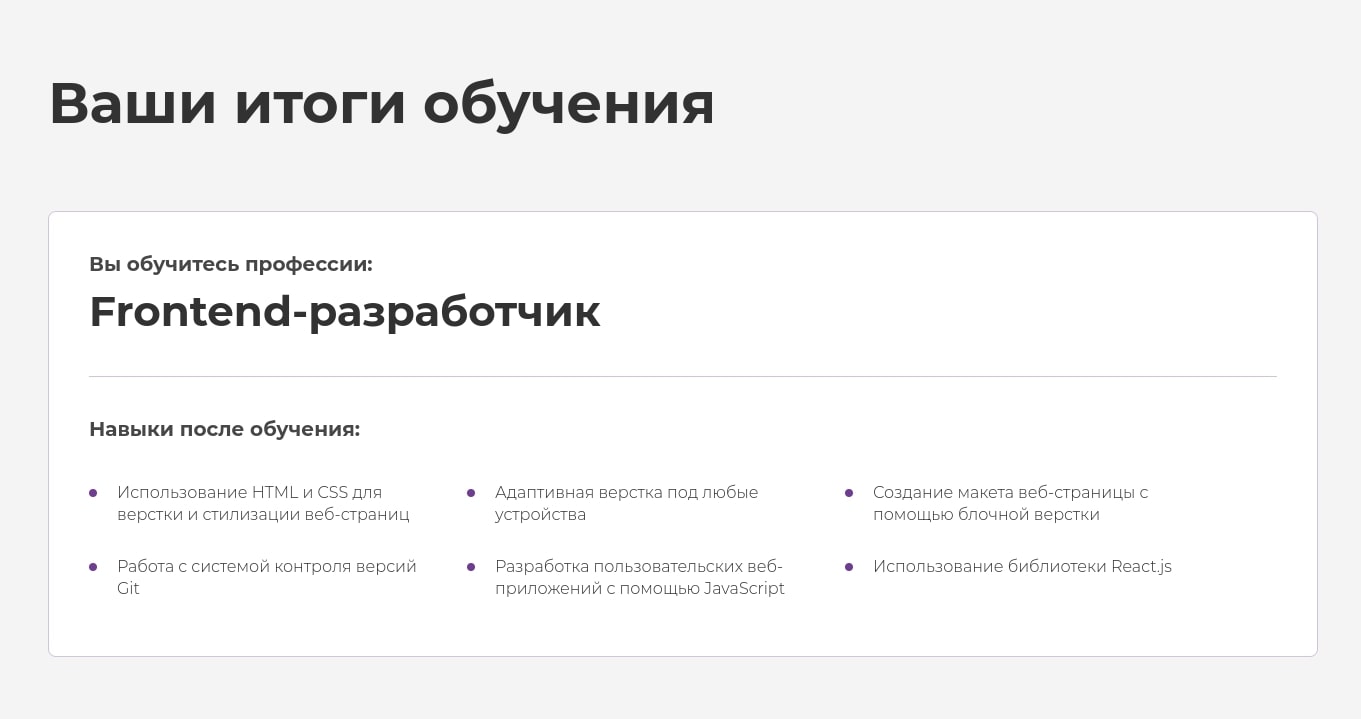 Ваши итоги обучения
Вы обучитесь профессии:
Frontend-разработчик
Навыки после обучения:
Использование HTML и CSS для
верстки и стилизации веб-страниц
Адаптивная верстка под любые
устройства
Создание макета веб-страницы с
помощью блочной верстки
Работа с системой контроля версий
Git
Разработка пользовательских веб-
приложений с помощью JavaScript
Использование библиотеки React.js